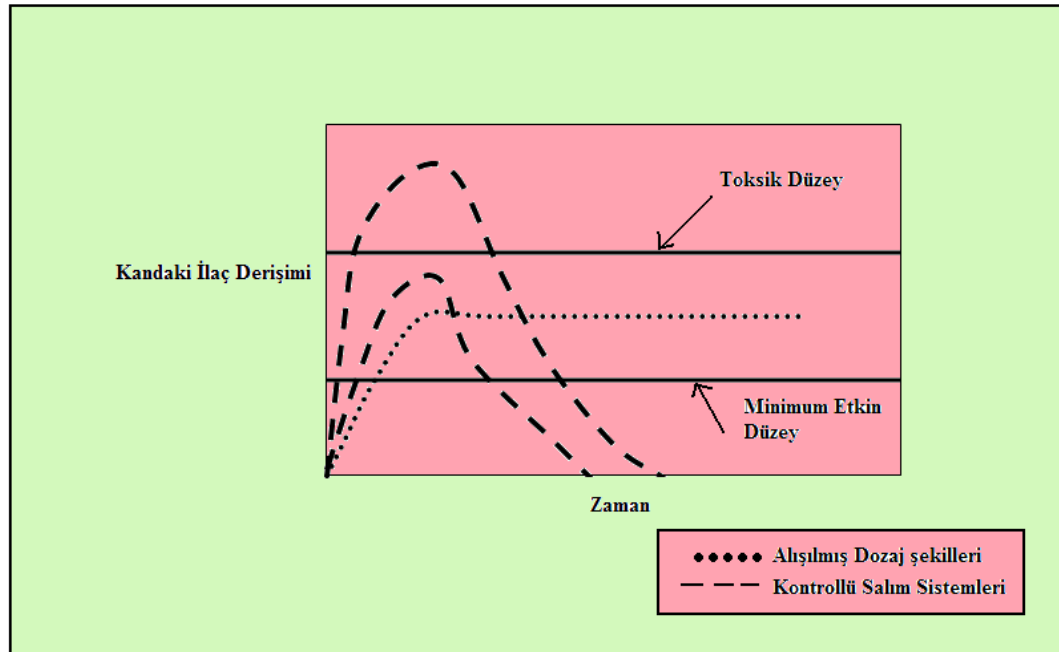 Toksik Düzey
Kandaki İlaç Derişimi
Minimum Etkin
Düzey
Zaman
Alışılmış Dozaj şekilleri
Kontrollü Salım Sistemleri